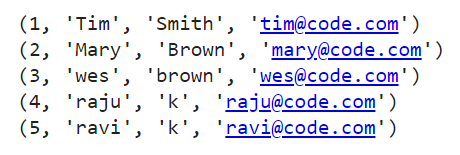 (1, 'Tim', 'Smith', 'tim@code.com')
(2, 'Mary', 'Brown', 'mary@code.com')
(3, 'wes', 'brown', 'wes@code.com')
(4, 'raju', 'k', 'raju@code.com')
(5, 'ravi', 'k', 'ravi@code.com')